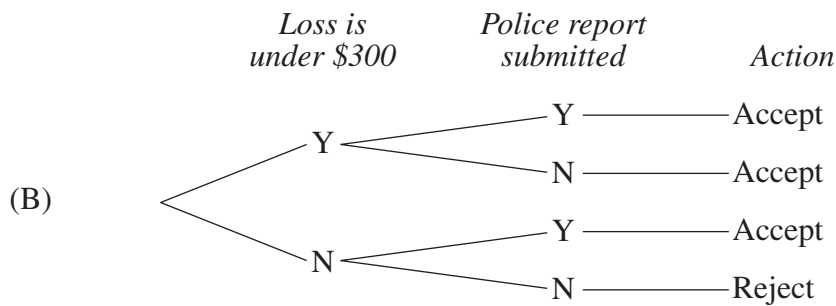 Loss is under $300
Police report submitted
Action
(B)
Y
Y
Accept
N
Accept
N
Y
Accept
N
Reject